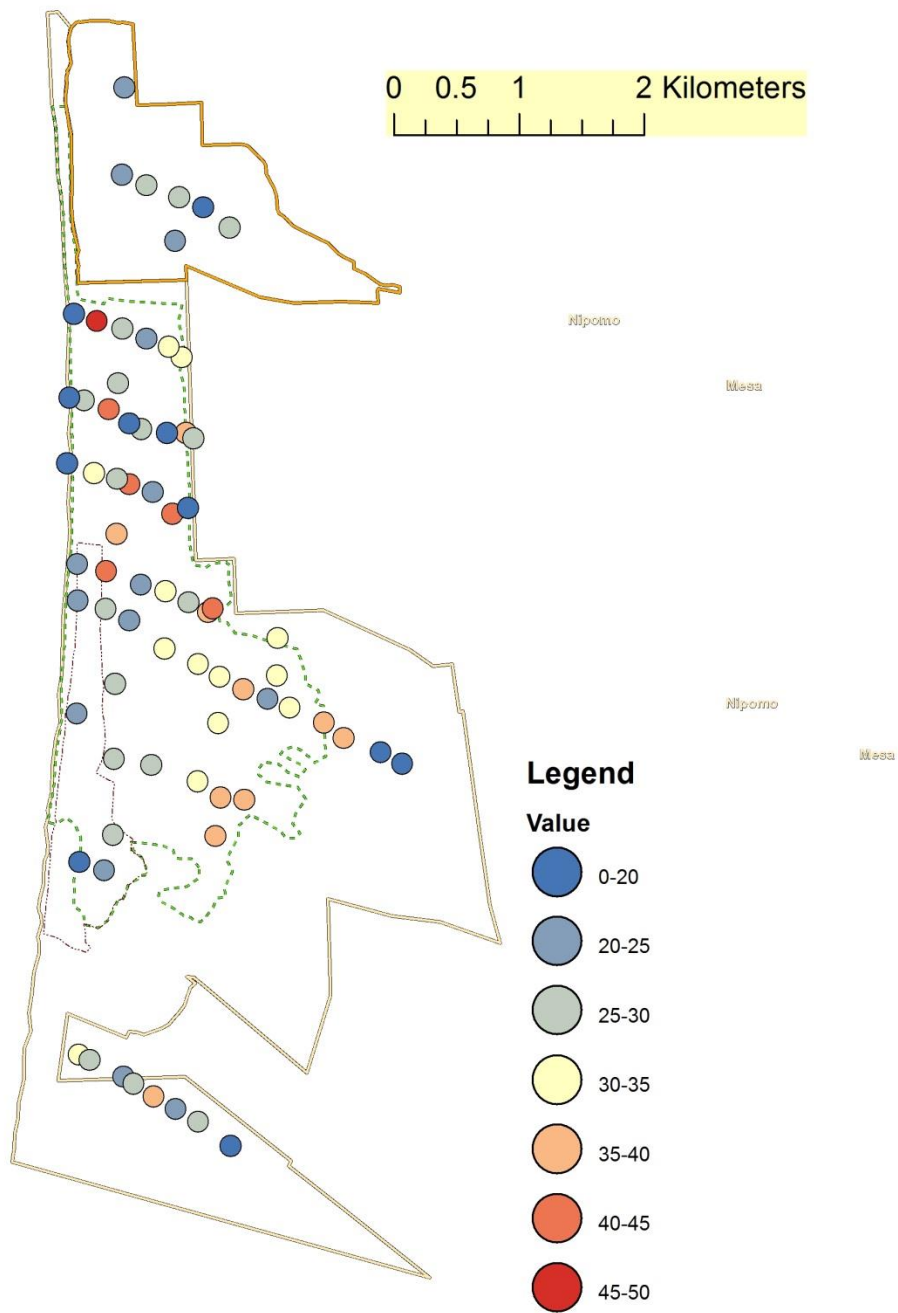 0 0.5 1 2 Kilometers
Nipomo
Mesa
Nipomo
Mesa
Legend
Value
0-20
20-25
25-30
30-35
35-40
40-45
45-50